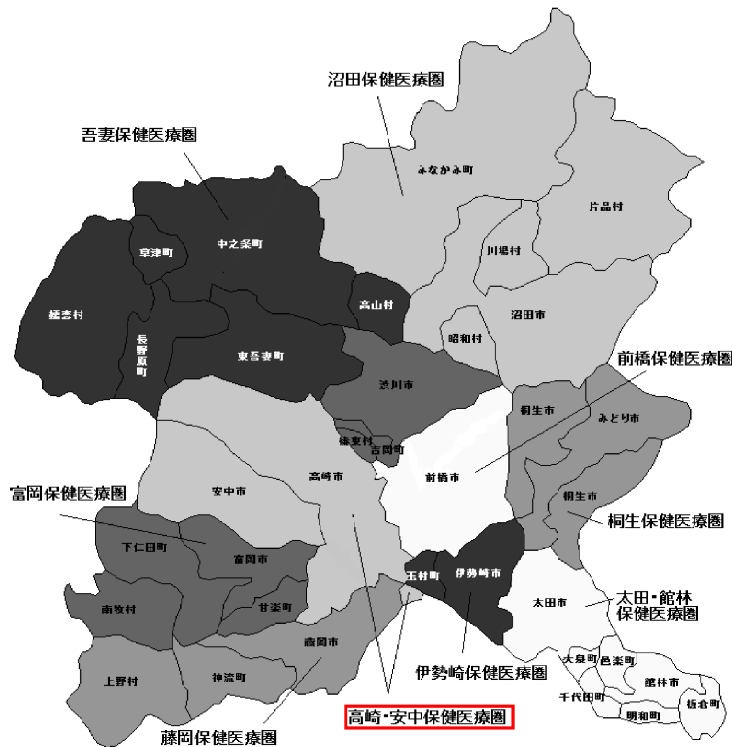 沼田保健医療圏
吾妻保健医療圏
みなかみ町
片品村
中之条町
草津町
川場村
嬬恋村
高山村
沼田市
昭和村
長野原町
東吾妻町
前橋保健医療圏
渋川市
桐生市
みどり市
榛東村
吉岡町
高崎市
前橋市
安中市
富岡保健医療圏
桐生市
桐生保健医療圏
下仁田町
富岡市
玉村町
伊勢崎市
太田・館林
保健医療圏
太田市
南牧村
甘楽町
藤岡市
大泉町
邑楽町
伊勢崎保健医療圏
上野村
神流町
館林市
千代田町
板倉町
明和町
高崎・安中保健医療圏
藤岡保健医療圏